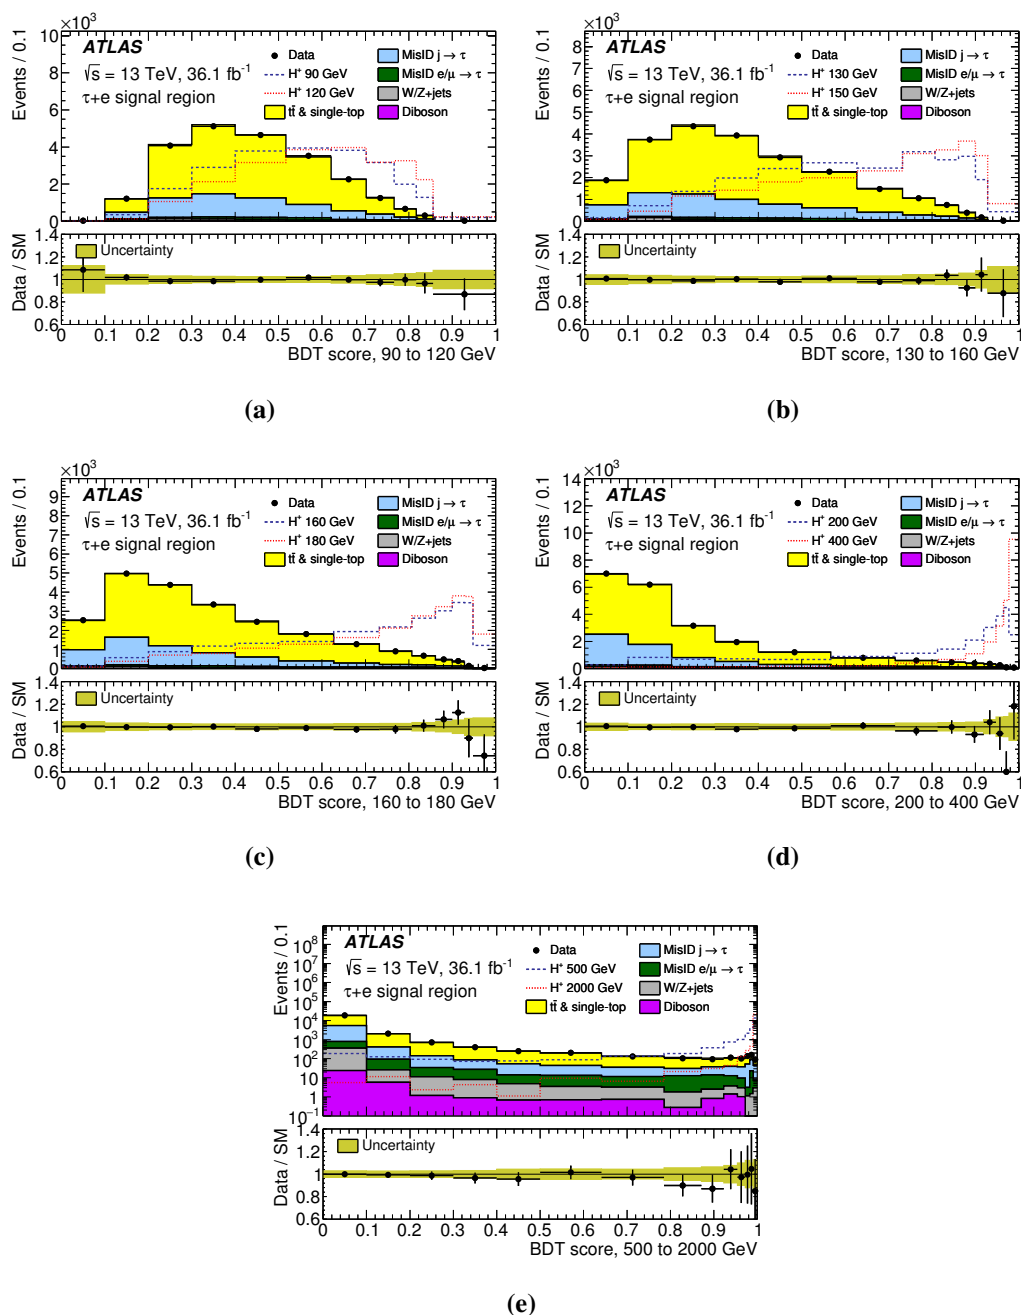 ×10³
Events / 0.1
ATLAS
√s = 13 TeV, 36.1 fb⁻¹
τ+e signal region
Data
H⁺ 90 GeV
H⁺ 120 GeV
tt̄ & single-top
MisID j → τ
MisID e/μ → τ
W/Z+jets
Diboson
10
8
6
4
2
0
Data / SM
Uncertainty
1.4
1.2
1
0.8
0.6
0 0.1 0.2 0.3 0.4 0.5 0.6 0.7 0.8 0.9 1
BDT score, 90 to 120 GeV
(a)
×10³
Events / 0.1
ATLAS
√s = 13 TeV, 36.1 fb⁻¹
τ+e signal region
Data
H⁺ 130 GeV
H⁺ 150 GeV
tt̄ & single-top
MisID j → τ
MisID e/μ → τ
W/Z+jets
Diboson
8
7
6
5
4
3
2
1
0
Data / SM
Uncertainty
1.4
1.2
1
0.8
0.6
0 0.1 0.2 0.3 0.4 0.5 0.6 0.7 0.8 0.9 1
BDT score, 130 to 160 GeV
(b)
×10³
Events / 0.1
ATLAS
√s = 13 TeV, 36.1 fb⁻¹
τ+e signal region
Data
H⁺ 160 GeV
H⁺ 180 GeV
tt̄ & single-top
MisID j → τ
MisID e/μ → τ
W/Z+jets
Diboson
9
8
7
6
5
4
3
2
1
0
Data / SM
Uncertainty
1.4
1.2
1
0.8
0.6
0 0.1 0.2 0.3 0.4 0.5 0.6 0.7 0.8 0.9 1
BDT score, 160 to 180 GeV
(c)
×10³
Events / 0.1
ATLAS
√s = 13 TeV, 36.1 fb⁻¹
τ+e signal region
Data
H⁺ 200 GeV
H⁺ 400 GeV
tt̄ & single-top
MisID j → τ
MisID e/μ → τ
W/Z+jets
Diboson
14
12
10
8
6
4
2
0
Data / SM
Uncertainty
1.4
1.2
1
0.8
0.6
0 0.1 0.2 0.3 0.4 0.5 0.6 0.7 0.8 0.9 1
BDT score, 200 to 400 GeV
(d)
Events / 0.1
ATLAS
√s = 13 TeV, 36.1 fb⁻¹
τ+e signal region
Data
H⁺ 500 GeV
H⁺ 2000 GeV
tt̄ & single-top
MisID j → τ
MisID e/μ → τ
W/Z+jets
Diboson
10⁸
10⁷
10⁶
10⁵
10⁴
10³
10²
10
1
10⁻¹
Data / SM
Uncertainty
1.4
1.2
1
0.8
0.6
0 0.1 0.2 0.3 0.4 0.5 0.6 0.7 0.8 0.9 1
BDT score, 500 to 2000 GeV
(e)